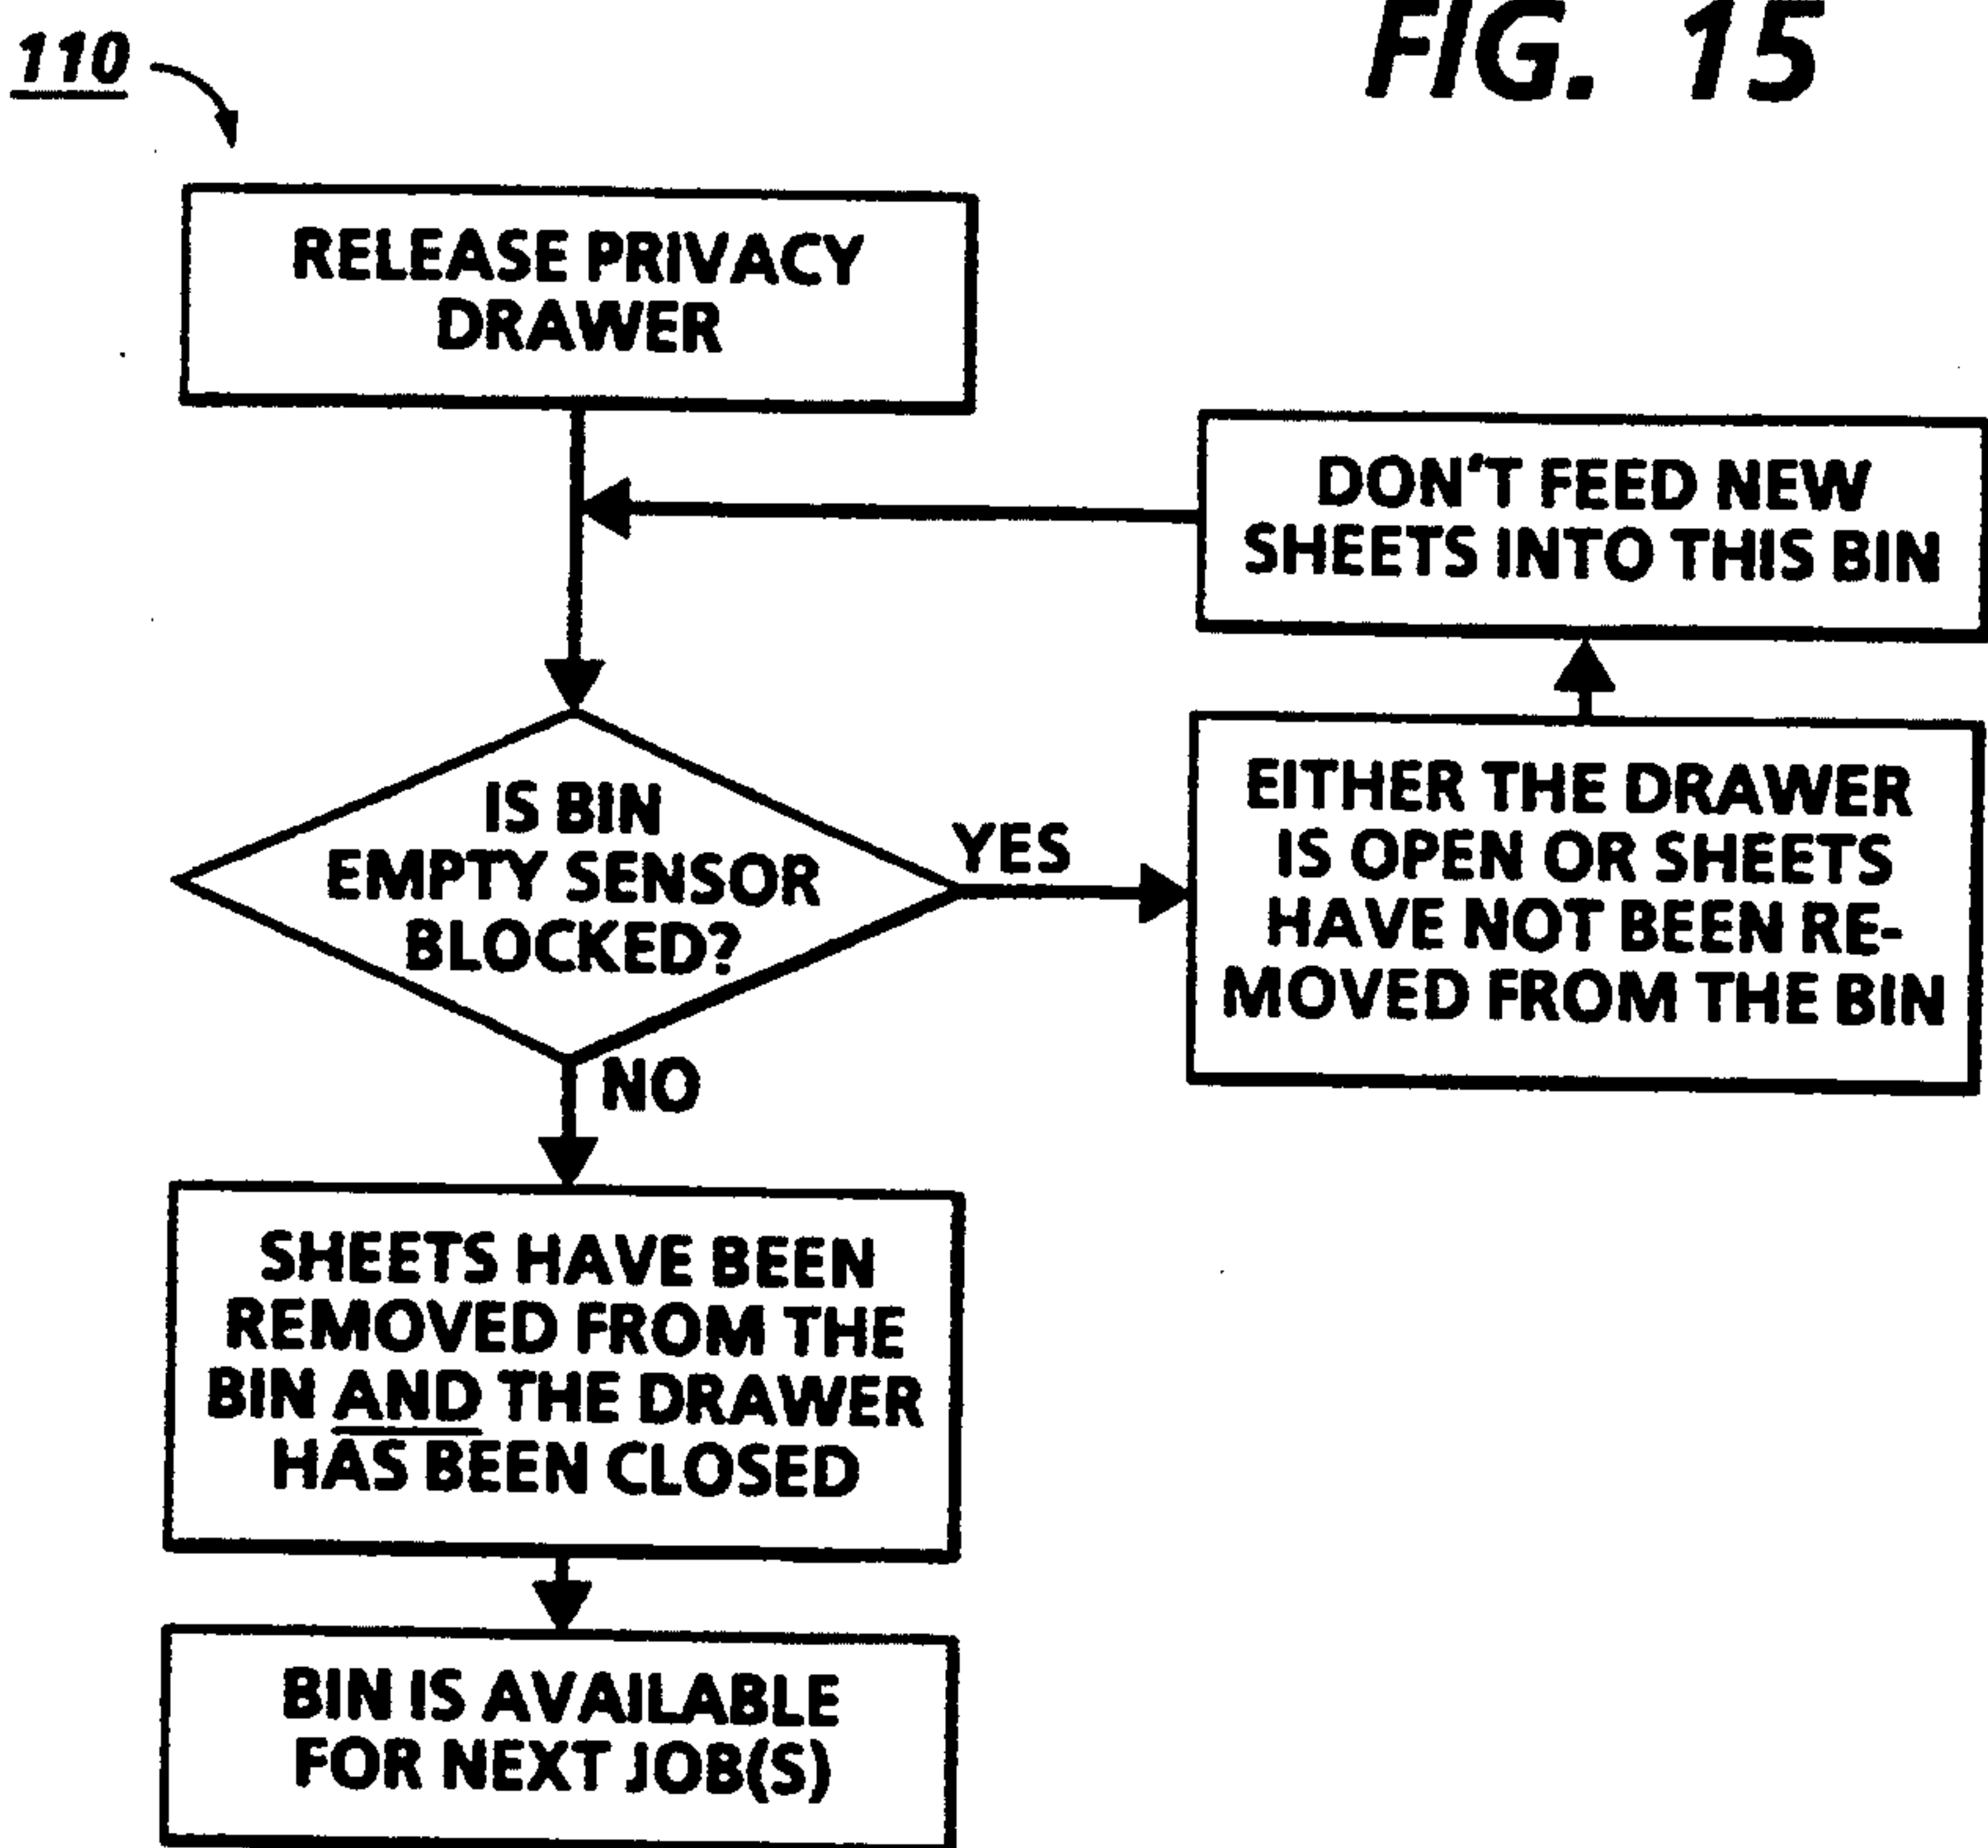 110
FIG. 15
RELEASE PRIVACY
DRAWER
DON'T FEED NEW
SHEETS INTO THIS BIN
IS BIN
EMPTY SENSOR
BLOCKED?
YES
EITHER THE DRAWER
IS OPEN OR SHEETS
HAVE NOT BEEN RE-
MOVED FROM THE BIN
NO
SHEETS HAVE BEEN
REMOVED FROM THE
BIN AND THE DRAWER
HAS BEEN CLOSED
BIN IS AVAILABLE
FOR NEXT JOB(S)